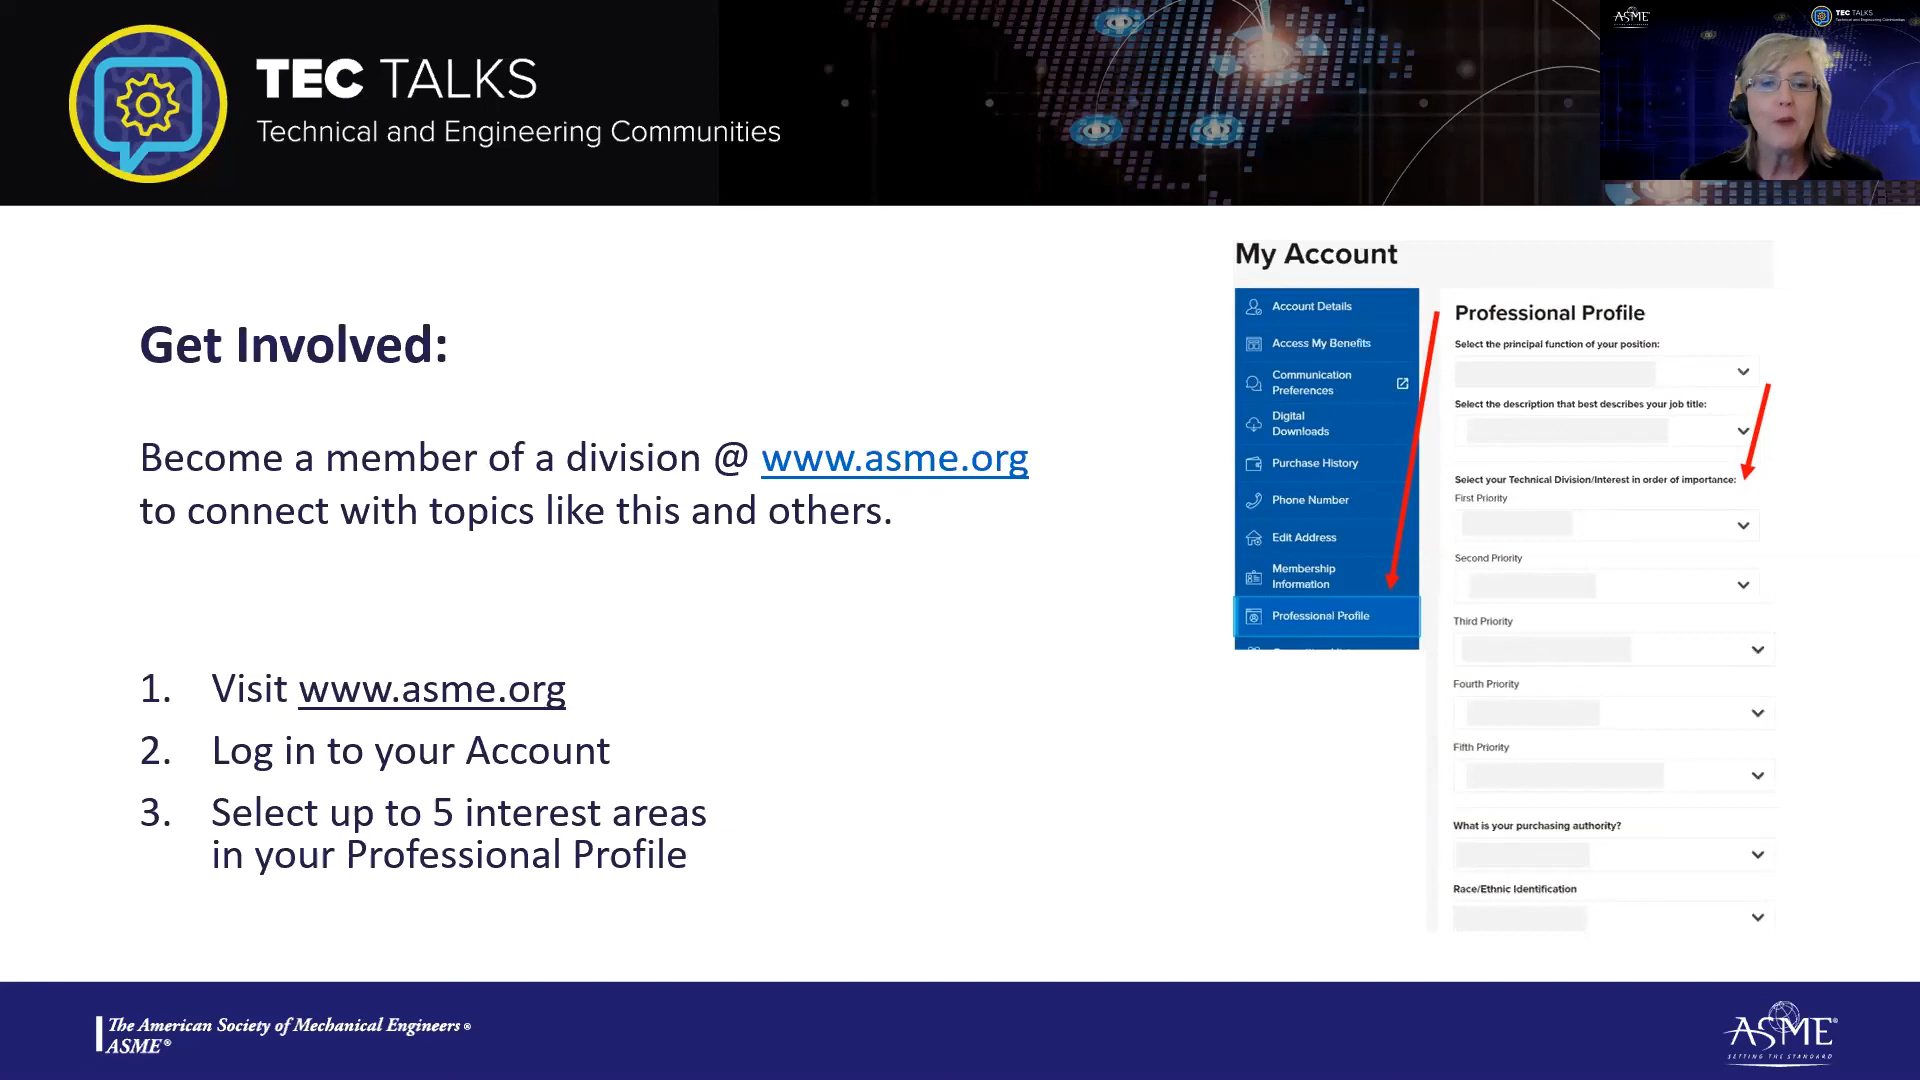 TEC TALKS
Technical and Engineering Communities
ASME
TEC TALKS
Technical and Engineering Communities
Get Involved:
Become a member of a division @ www.asme.org
to connect with topics like this and others.
1. Visit www.asme.org
2. Log in to your Account
3. Select up to 5 interest areas
in your Professional Profile
My Account
Account Details
Access My Benefits
Communication
Preferences
Digital
Downloads
Purchase History
Phone Number
Edit Address
Membership
Information
Professional Profile
Professional Profile
Select the principal function of your position:
Select the description that best describes your job title:
Select your Technical Division/Interest in order of importance:
First Priority
Second Priority
Third Priority
Fourth Priority
Fifth Priority
What is your purchasing authority?
Race/Ethnic Identification
The American Society of Mechanical Engineers®
ASME®
ASME®
SETTING THE STANDARD